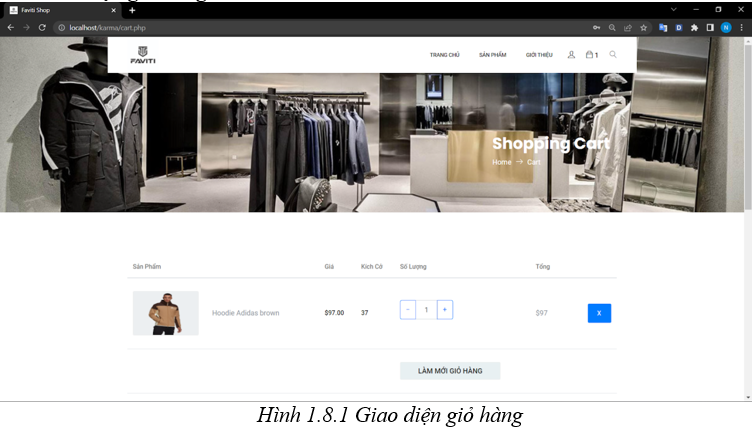 Faviti Shop
localhost/karma/cart.php
FAVITI
TRANG CHỦ SẢN PHẨM GIỚI THIỆU 1
Shopping Cart
Home → Cart
Sản Phẩm Giá Kích Cỡ Số Lượng Tổng
Hoodie Adidas brown $97.00 37 - 1 + $97 X
LÀM MỚI GIỎ HÀNG
Hình 1.8.1 Giao diện giỏ hàng